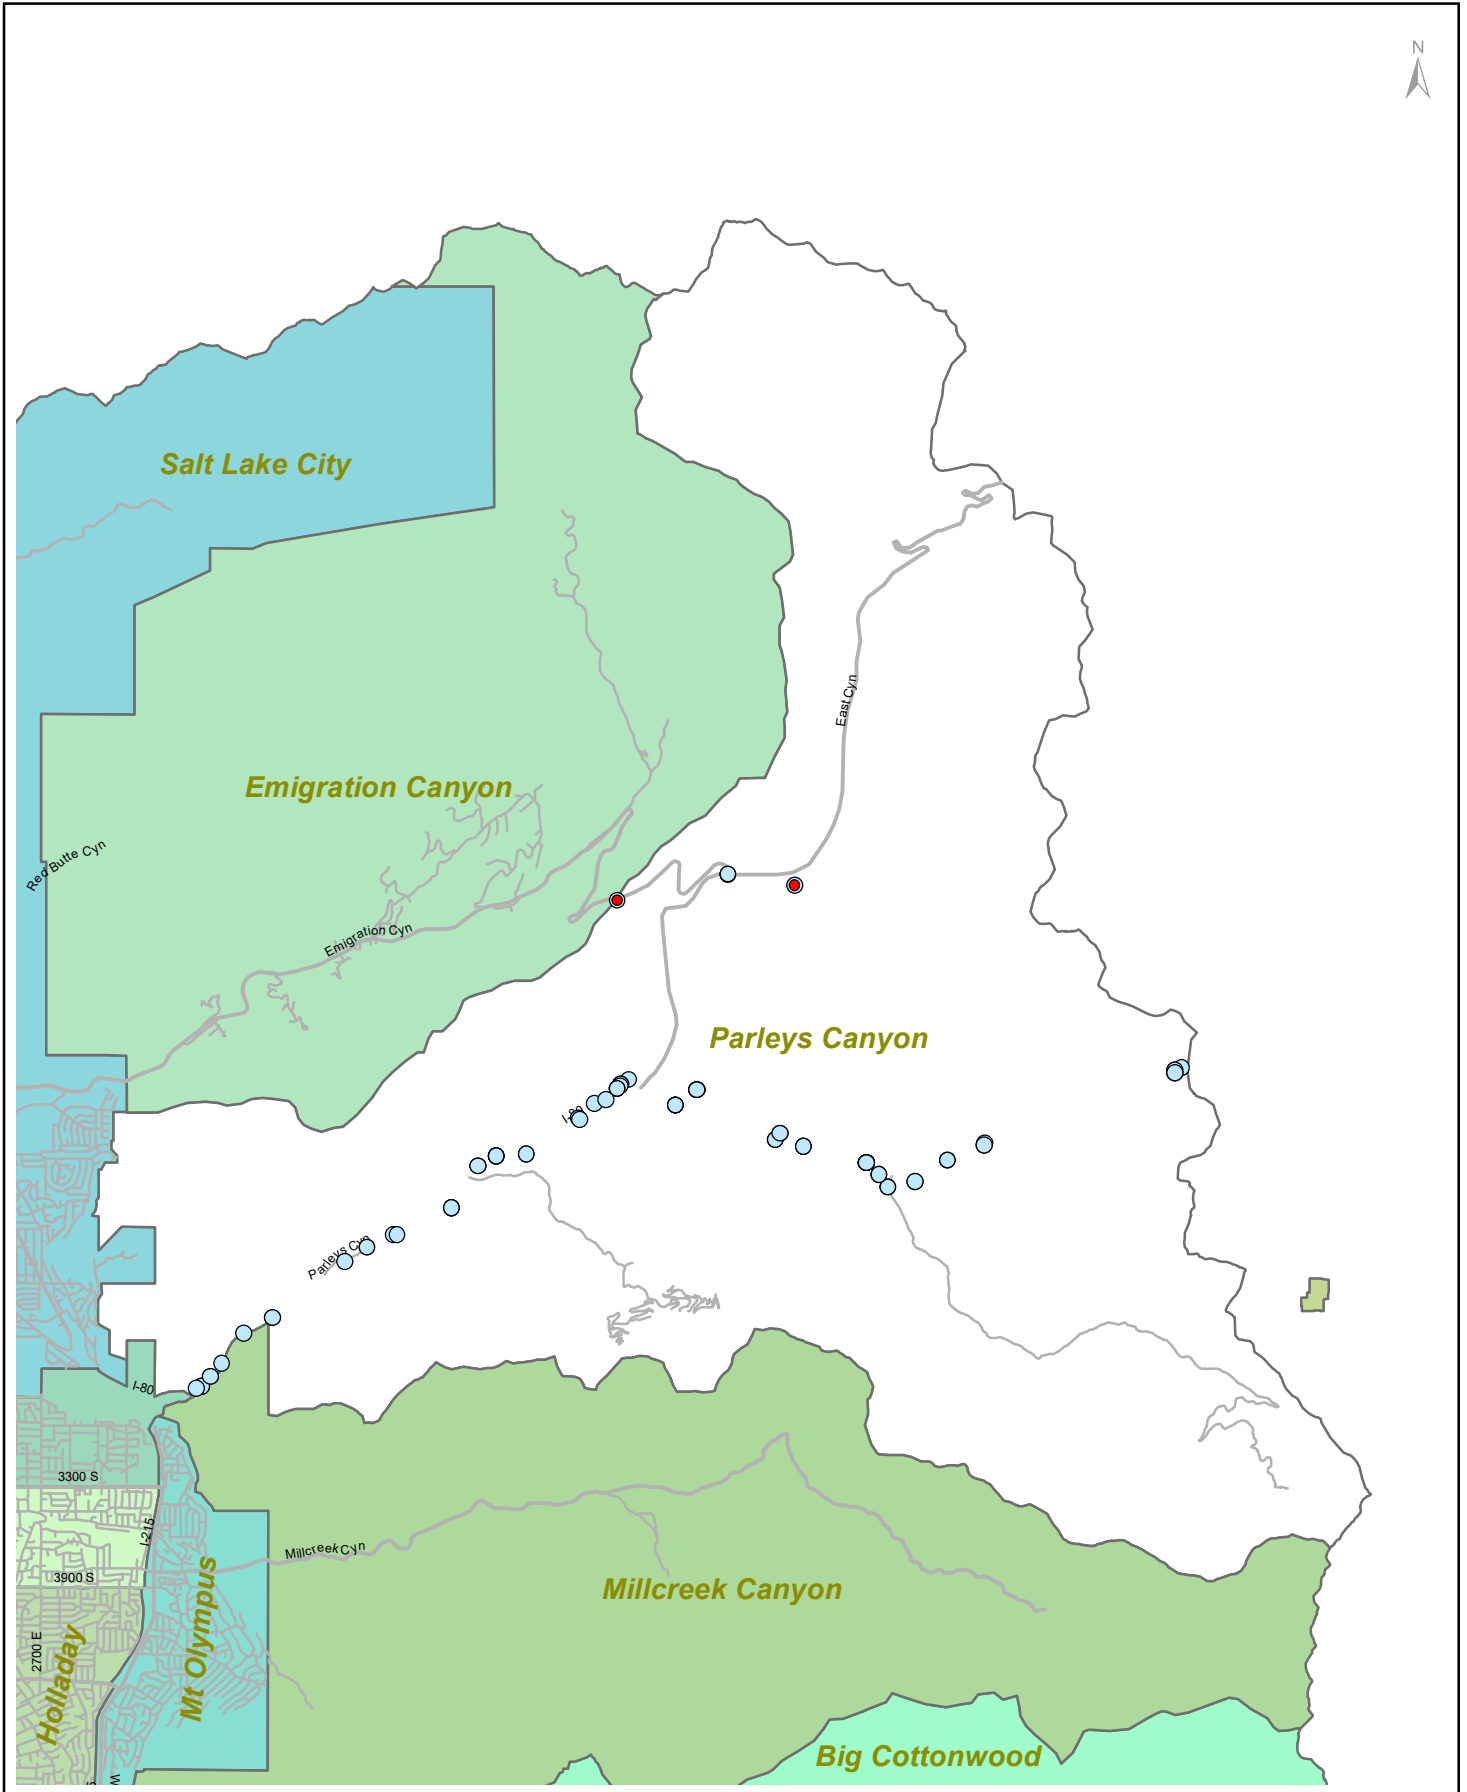 N
Salt Lake City
East Cyn
Emigration Canyon
Red Butte Cyn
Emigration Cyn
Parleys Canyon
I-80
Parleys Cyn
I-80
3300 S
I-215
Millcreek Cyn
3900 S
Millcreek Canyon
Mt Olympus
2700 E
Holladay
Big Cottonwood
S
W